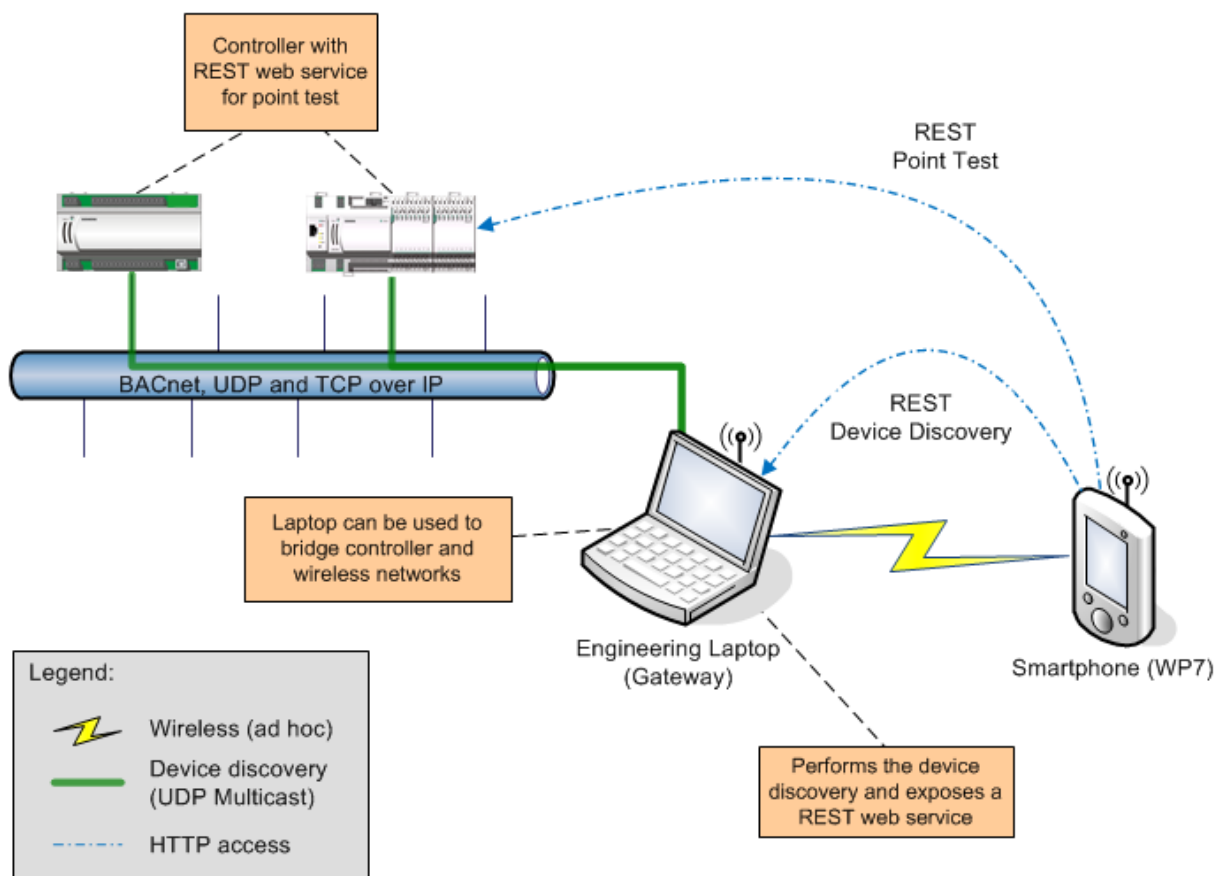 Controller with
REST web service
for point test
REST
Point Test
BACnet, UDP and TCP over IP
REST
Device Discovery
Laptop can be used to
bridge controller and
wireless networks
Engineering Laptop
(Gateway)
Smartphone (WP7)
Legend:
Wireless (ad hoc)
Device discovery
(UDP Multicast)
HTTP access
Performs the device
discovery and exposes a
REST web service